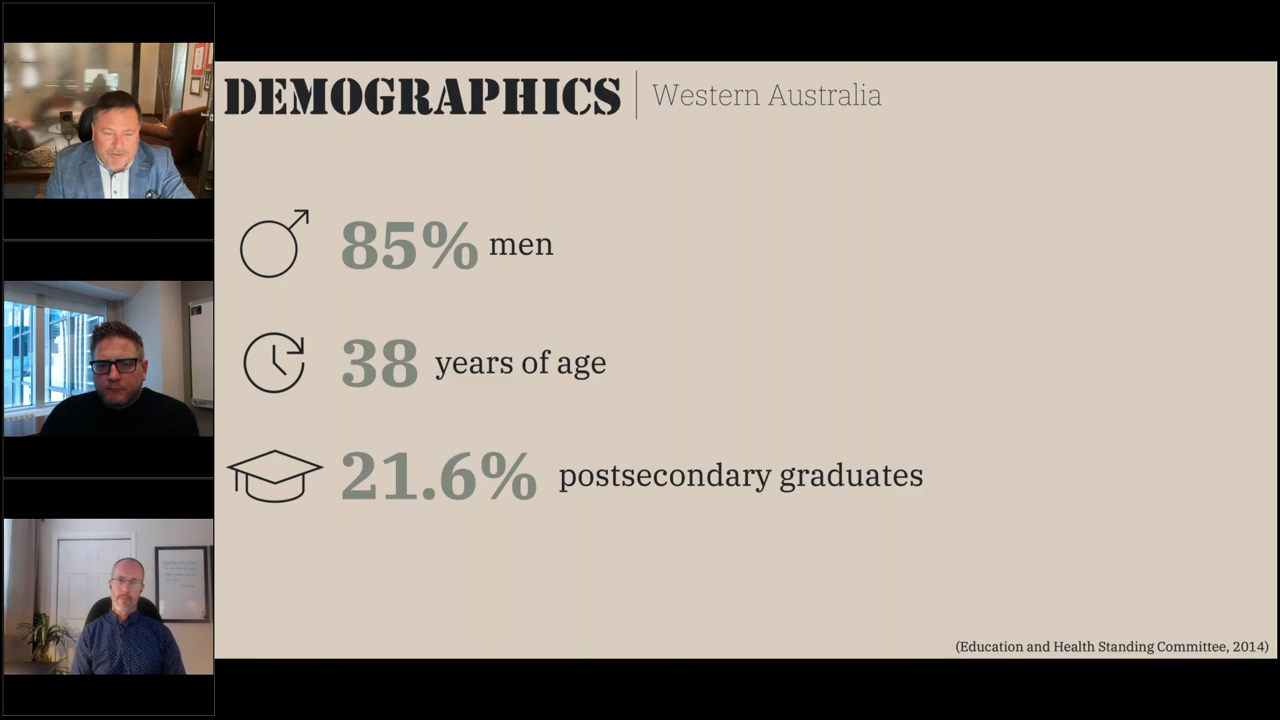 DEMOGRAPHICS | Western Australia
85% men
38 years of age
21.6% postsecondary graduates
(Education and Health Standing Committee, 2014)